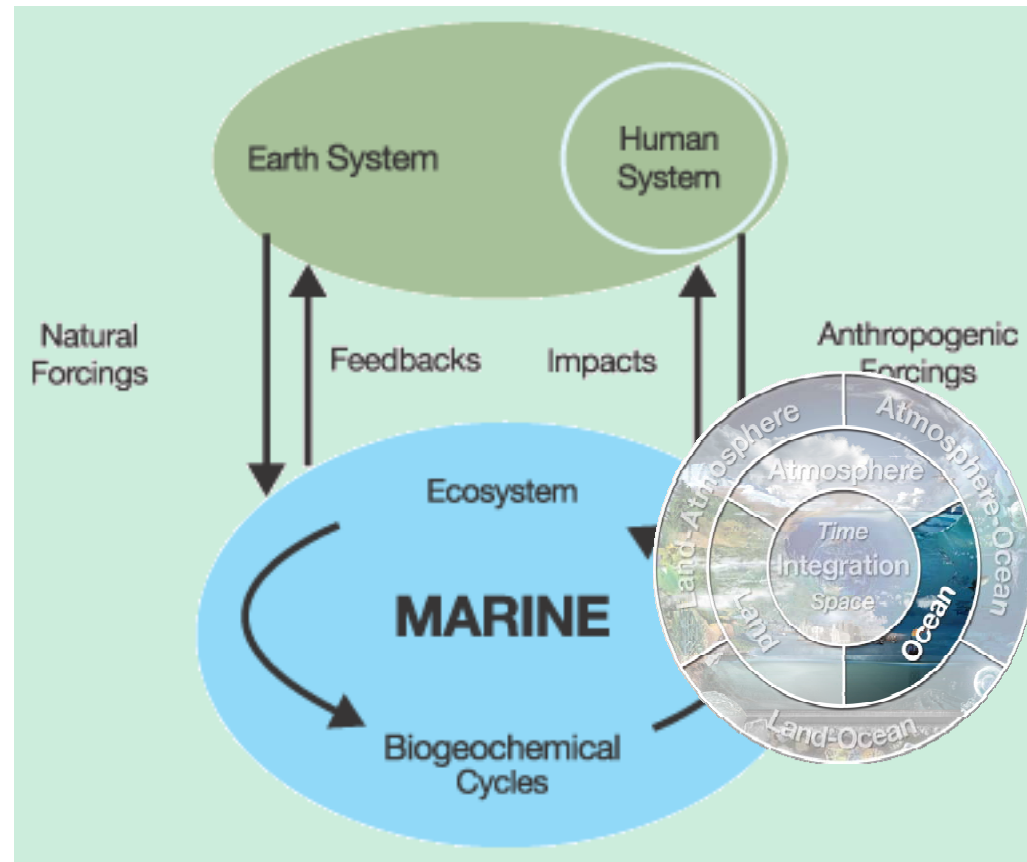 Earth System
Human
System
Natural
Forcings
Feedbacks
Impacts
Anthropogenic
Forcings
Ecosystem
MARINE
Biogeochemical
Cycles
Land-Atmosphere
Atmosphere-Ocean
Atmosphere
Time
Integration
Space
Land
Ocean
Land-Ocean